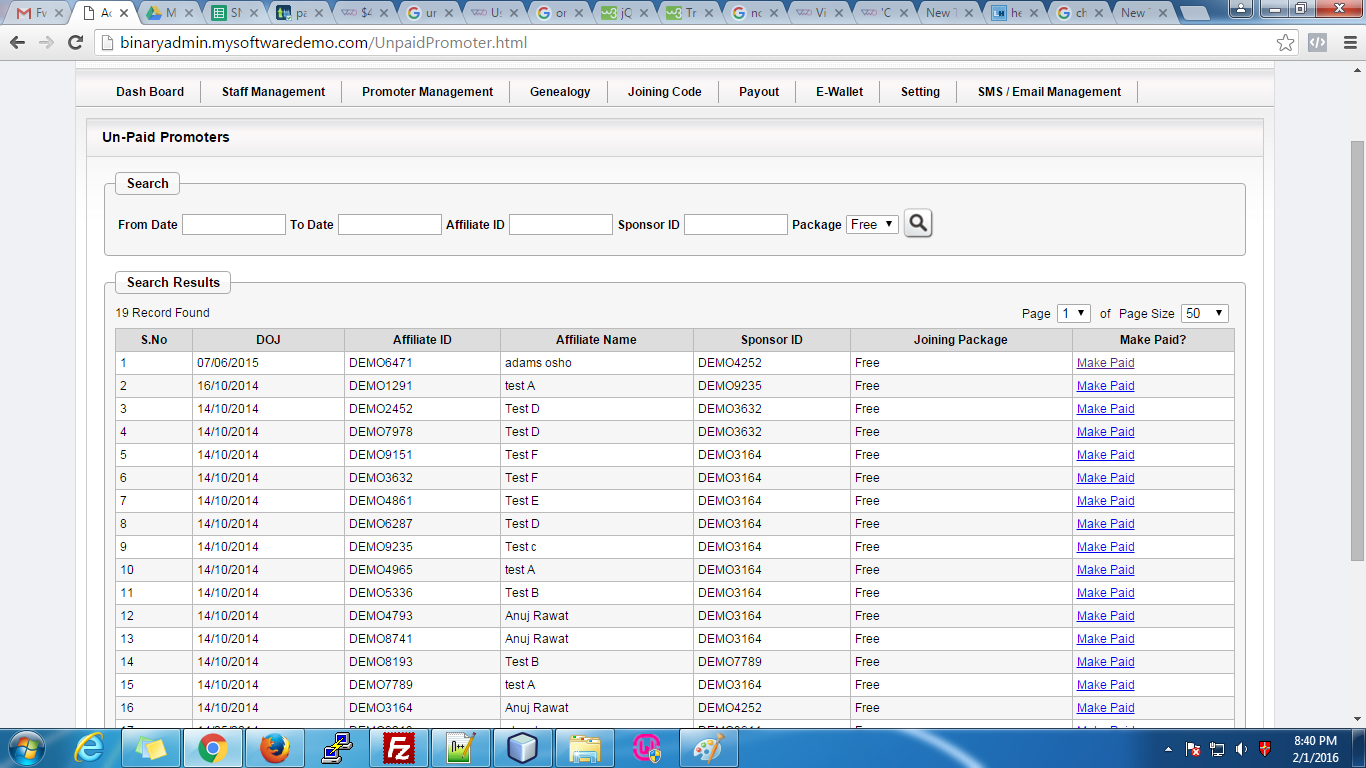 Fw
Ac
M
SM
pa
$4
ur
Us
or
jQ
Tr
nc
Vi
'C
New T
he
ch
New
binaryadmin.mysoftwaredemo.com/UnpaidPromoter.html
Dash Board Staff Management Promoter Management Genealogy Joining Code Payout E-Wallet Setting SMS / Email Management
Un-Paid Promoters
Search
From Date To Date Affiliate ID Sponsor ID Package Free
Search Results
19 Record Found Page 1 of Page Size 50
S.No DOJ Affiliate ID Affiliate Name Sponsor ID Joining Package Make Paid?
1 07/06/2015 DEMO6471 adams osho DEMO4252 Free Make Paid
2 16/10/2014 DEMO1291 test A DEMO9235 Free Make Paid
3 14/10/2014 DEMO2452 Test D DEMO3632 Free Make Paid
4 14/10/2014 DEMO7978 Test D DEMO3632 Free Make Paid
5 14/10/2014 DEMO9151 Test F DEMO3164 Free Make Paid
6 14/10/2014 DEMO3632 Test F DEMO3164 Free Make Paid
7 14/10/2014 DEMO4861 Test E DEMO3164 Free Make Paid
8 14/10/2014 DEMO6287 Test D DEMO3164 Free Make Paid
9 14/10/2014 DEMO9235 Test c DEMO3164 Free Make Paid
10 14/10/2014 DEMO4965 test A DEMO3164 Free Make Paid
11 14/10/2014 DEMO5336 Test B DEMO3164 Free Make Paid
12 14/10/2014 DEMO4793 Anuj Rawat DEMO3164 Free Make Paid
13 14/10/2014 DEMO8741 Anuj Rawat DEMO3164 Free Make Paid
14 14/10/2014 DEMO8193 Test B DEMO7789 Free Make Paid
15 14/10/2014 DEMO7789 test A DEMO3164 Free Make Paid
16 14/10/2014 DEMO3164 Anuj Rawat DEMO4252 Free Make Paid
8:40 PM
2/1/2016